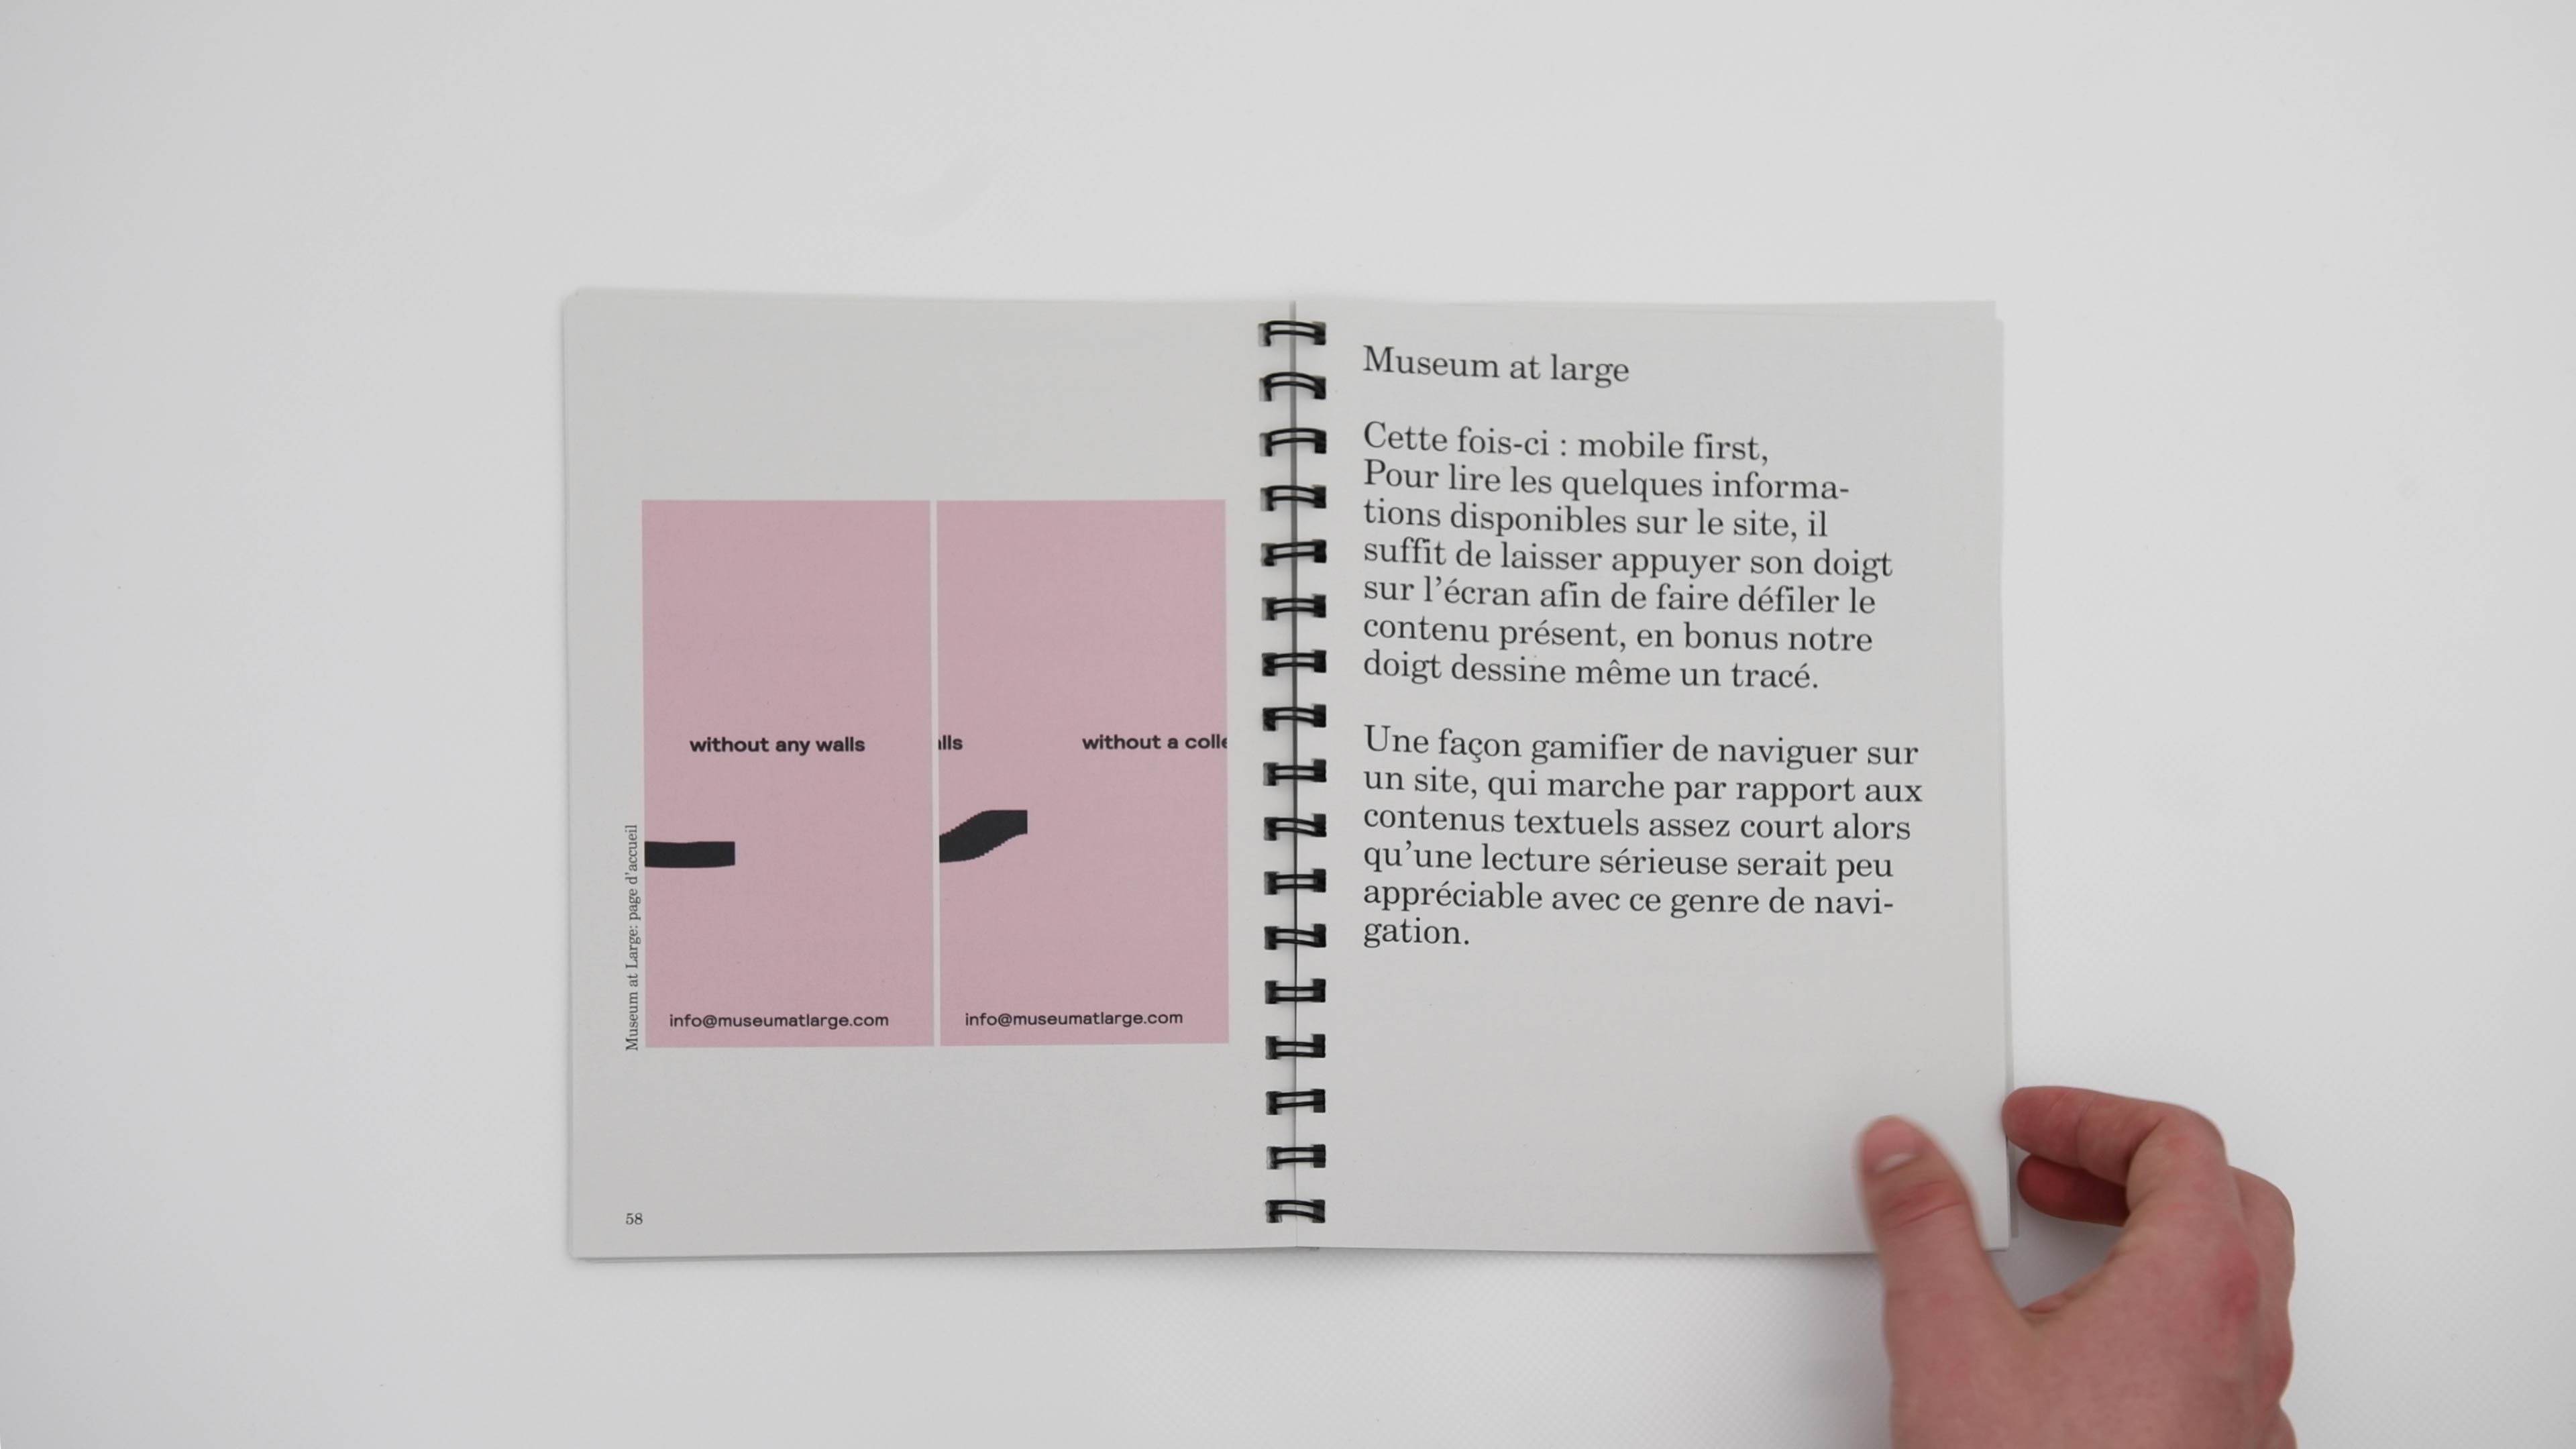 without any walls
info@museumatlarge.com
lls
without a colle
info@museumatlarge.com
Museum at Large: page d'accueil
58
Museum at large
Cette fois-ci : mobile first,
Pour lire les quelques informa-
tions disponibles sur le site, il
suffit de laisser appuyer son doigt
sur l'écran afin de faire défiler le
contenu présent, en bonus notre
doigt dessine même un tracé.
Une façon gamifier de naviguer sur
un site, qui marche par rapport aux
contenus textuels assez court alors
qu'une lecture sérieuse serait peu
appréciable avec ce genre de navi-
gation.